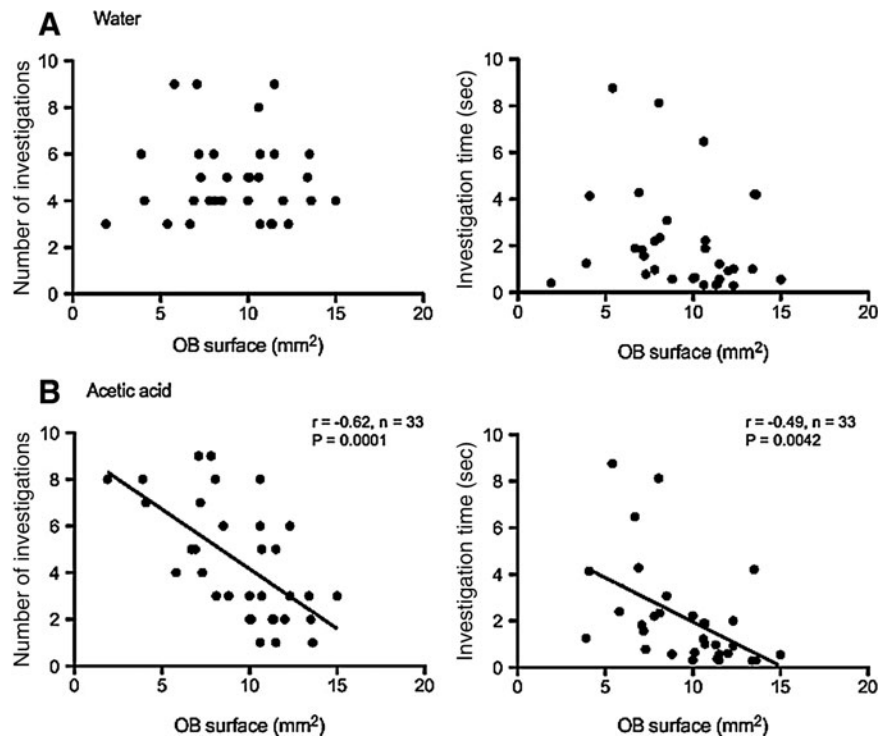 A Water
Number of investigations
10
8
6
4
2
0
0 5 10 15 20
OB surface (mm²)
Investigation time (sec)
10
8
6
4
2
0
0 5 10 15 20
OB surface (mm²)
B Acetic acid
r = -0.62, n = 33
P = 0.0001
Number of investigations
10
8
6
4
2
0
0 5 10 15 20
OB surface (mm²)
r = -0.49, n = 33
P = 0.0042
Investigation time (sec)
10
8
6
4
2
0
0 5 10 15 20
OB surface (mm²)